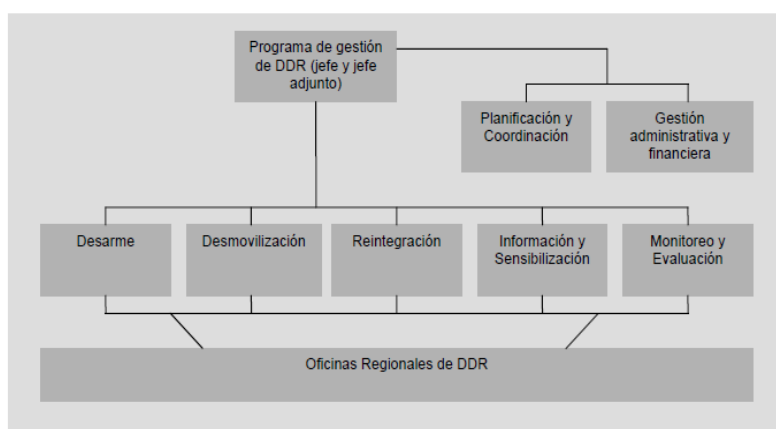 Programa de gestión
de DDR (jefe y jefe
adjunto)
Planificación y
Coordinación
Gestión
administrativa y
financiera
Desarme
Desmovilización
Reintegración
Información y
Sensibilización
Monitoreo y
Evaluación
Oficinas Regionales de DDR